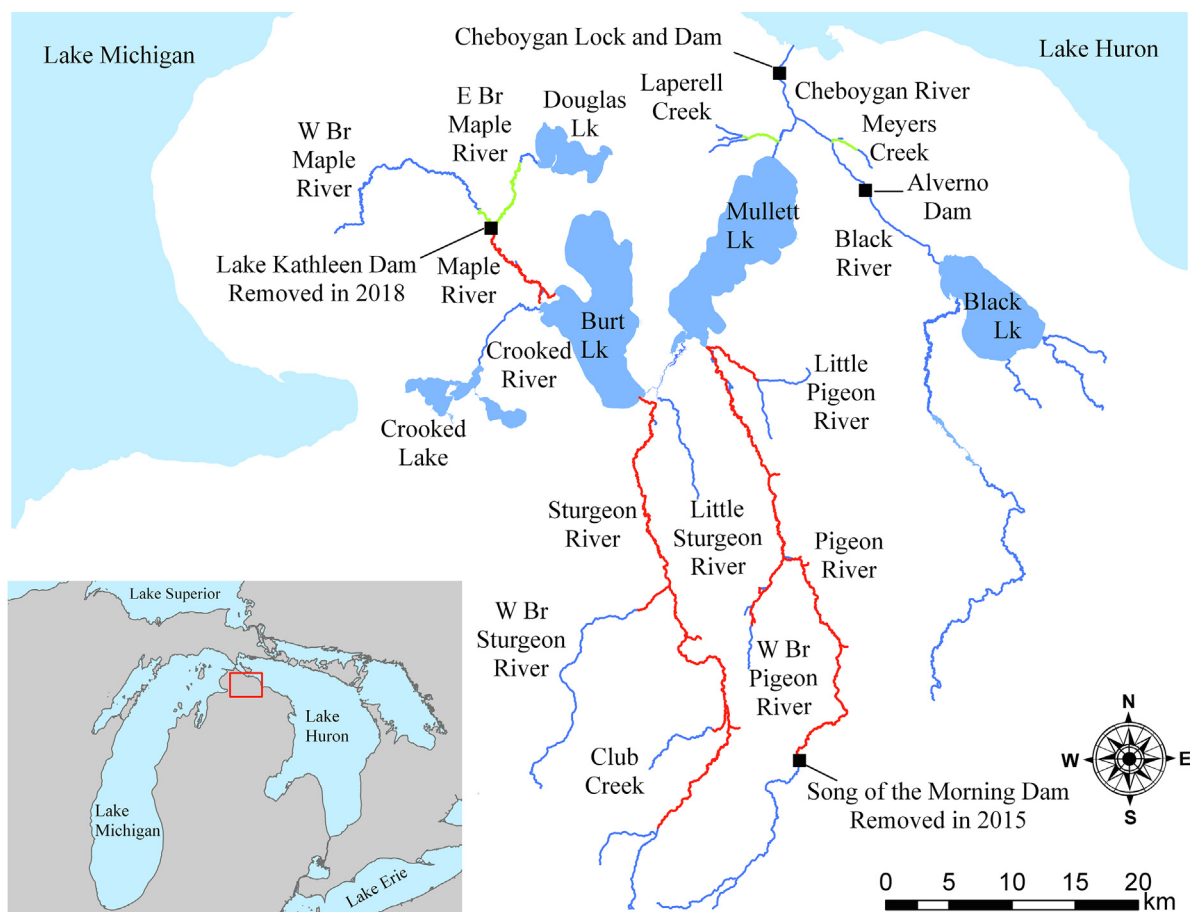 Lake Michigan
Cheboygan Lock and Dam
Lake Huron
Laperell
Creek
Cheboygan River
E Br
Maple
River
Douglas
Lk
W Br
Maple
River
Meyers
Creek
Alverno
Dam
Mullett
Lk
Black
River
Lake Kathleen Dam
Removed in 2018
Maple
River
Burt
Lk
Black
Lk
Crooked
River
Little
Pigeon
River
Crooked
Lake
Sturgeon
River
Little
Sturgeon
River
Pigeon
River
W Br
Sturgeon
River
W Br
Pigeon
River
Club
Creek
Song of the Morning Dam
Removed in 2015
Lake Superior
Lake
Huron
Lake
Michigan
Lake Erie
N
W
E
S
0 5 10 15 20
km